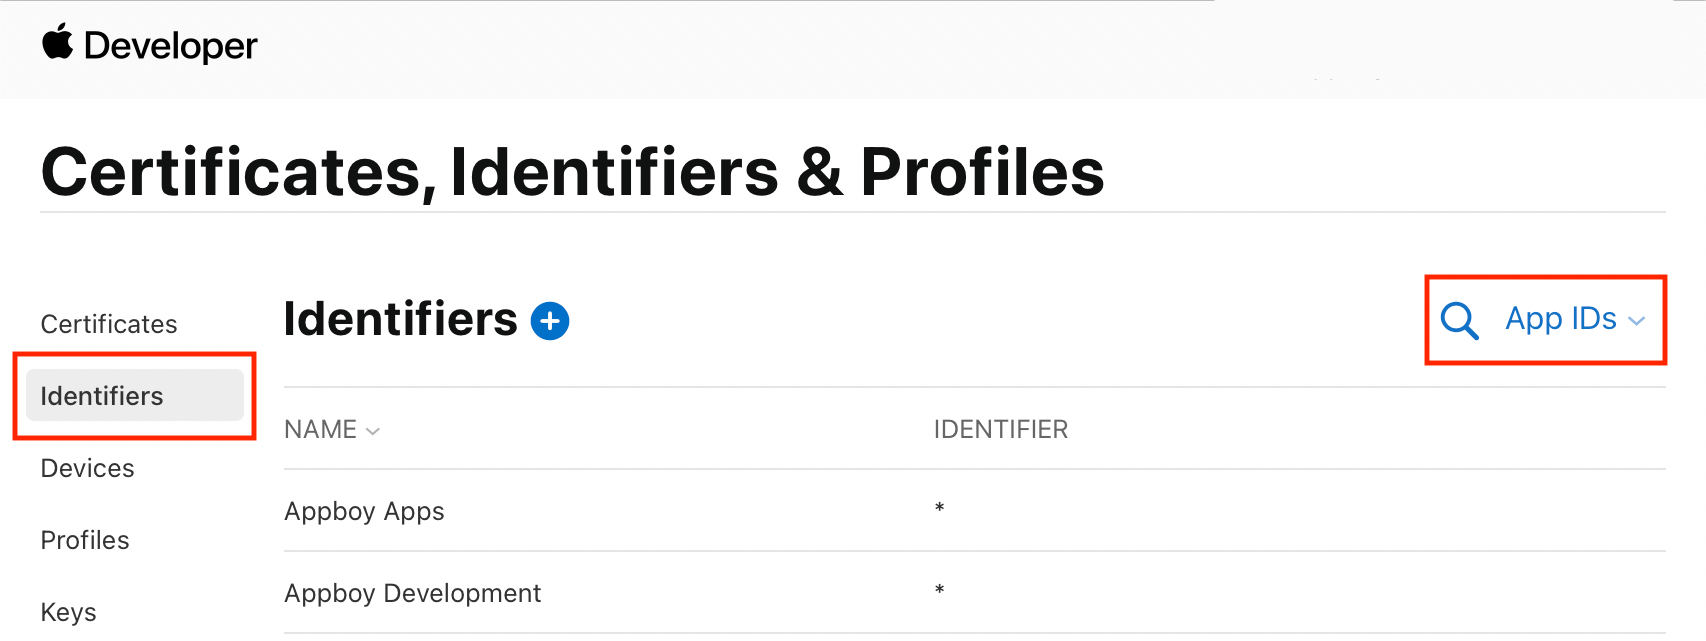 Developer
Certificates, Identifiers & Profiles
Certificates
Identifiers
Devices
Profiles
Keys
Identifiers
App IDs
NAME IDENTIFIER
Appboy Apps *
Appboy Development *